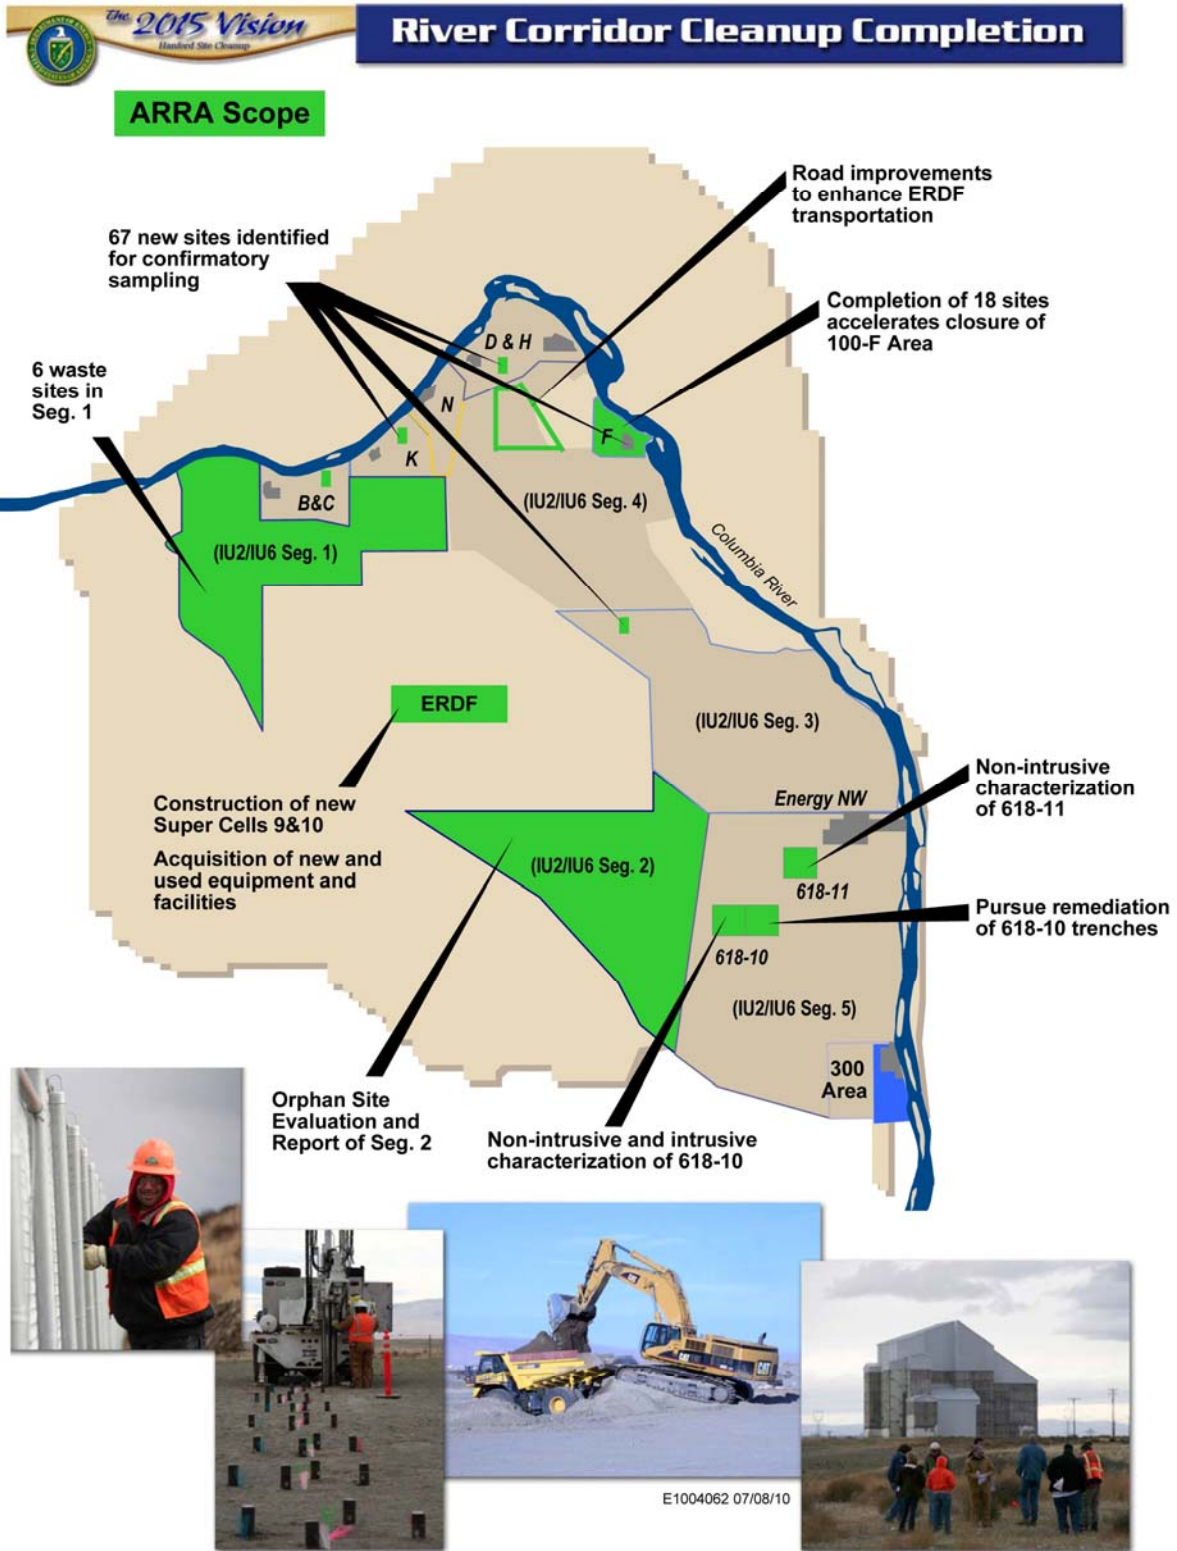 The 2015 Vision
Hanford Site Cleanup
River Corridor Cleanup Completion
ARRA Scope
Road improvements
to enhance ERDF
transportation
67 new sites identified
for confirmatory
sampling
Completion of 18 sites
accelerates closure of
100-F Area
D & H
6 waste
sites in
Seg. 1
N
F
K
B&C
(IU2/IU6 Seg. 4)
(IU2/IU6 Seg. 1)
Columbia River
ERDF
(IU2/IU6 Seg. 3)
Non-intrusive
characterization
of 618-11
Energy NW
Construction of new
Super Cells 9&10
Acquisition of new and
used equipment and
facilities
(IU2/IU6 Seg. 2)
618-11
Pursue remediation
of 618-10 trenches
618-10
(IU2/IU6 Seg. 5)
300
Area
Orphan Site
Evaluation and
Report of Seg. 2
Non-intrusive and intrusive
characterization of 618-10
CAT
E1004062 07/08/10